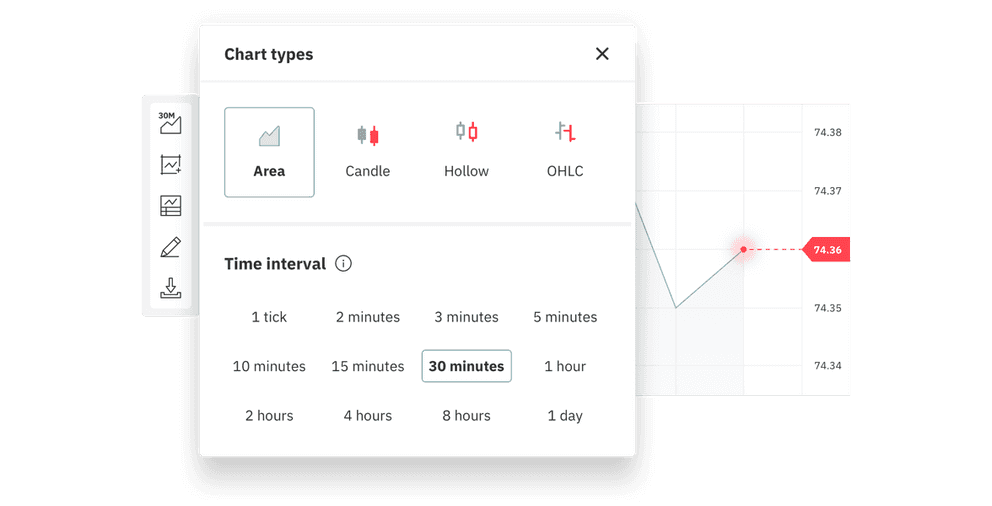 Chart types
30M
Area
Candle
Hollow
OHLC
Time interval
1 tick
2 minutes
3 minutes
5 minutes
10 minutes
15 minutes
30 minutes
1 hour
2 hours
4 hours
8 hours
1 day
74.38
74.37
74.36
74.35
74.34